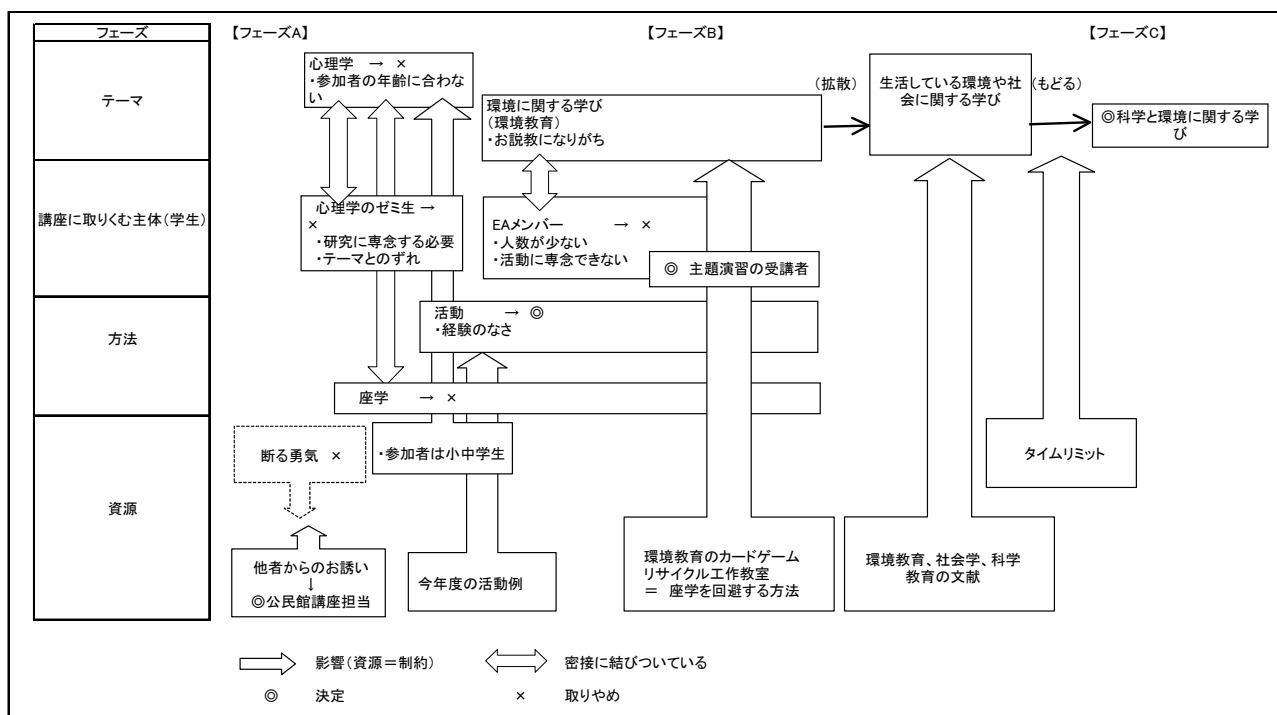 フェーズ
【フェーズA】
【フェーズB】
【フェーズC】
テーマ
心理学 → ×
・参加者の年齢に合わな
い
環境に関する学び
(環境教育)
・お説教になりがち
(拡散)
生活している環境や社
会に関する学び
(もどる)
◎科学と環境に関する学
び
講座に取りくむ主体(学生)
心理学のゼミ生 →
×
・研究に専念する必要
・テーマとのずれ
EAメンバー → ×
・人数が少ない
・活動に専念できない
◎ 主題演習の受講者
方法
活動 → ◎
・経験のなさ
座学 → ×
資源
断る勇気 ×
・参加者は小中学生
タイムリミット
他者からのお誘い
↓
◎公民館講座担当
今年度の活動例
環境教育のカードゲーム
リサイクル工作教室
= 座学を回避する方法
環境教育、社会学、科学
教育の文献
影響(資源=制約)
密接に結びついている
◎ 決定
× 取りやめ